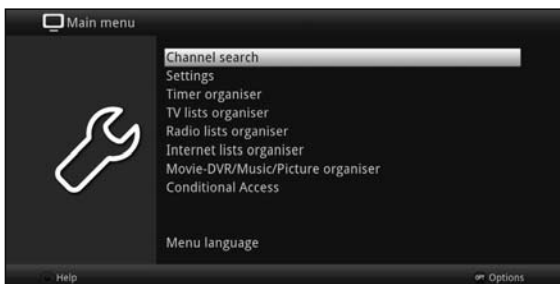 Main menu
Channel search
Settings
Timer organiser
TV lists organiser
Radio lists organiser
Internet lists organiser
Movie-DVR/Music/Picture organiser
Conditional Access
Menu language
Help
OPT Options